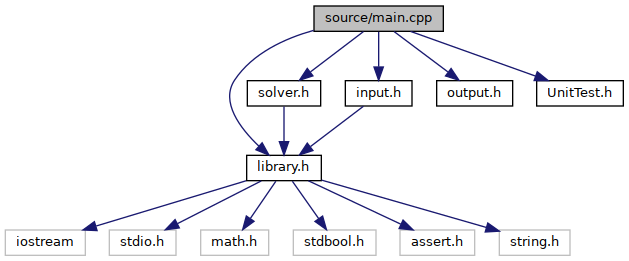 source/main.cpp
solver.h
input.h
output.h
UnitTest.h
library.h
iostream
stdio.h
math.h
stdbool.h
assert.h
string.h